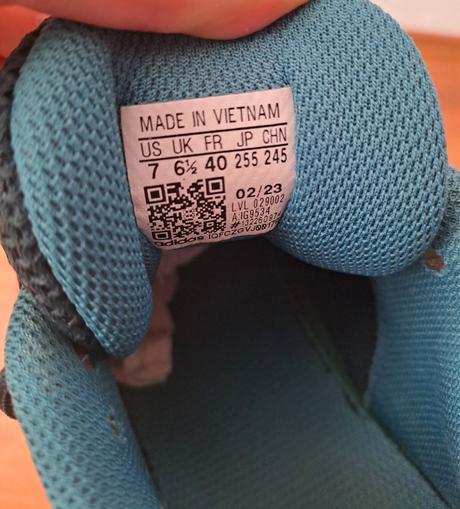 MADE IN VIETNAM
US UK FR JP CHN
7 6½ 40 255 245
02/23
LVL 029002
A:IG9534
adidas